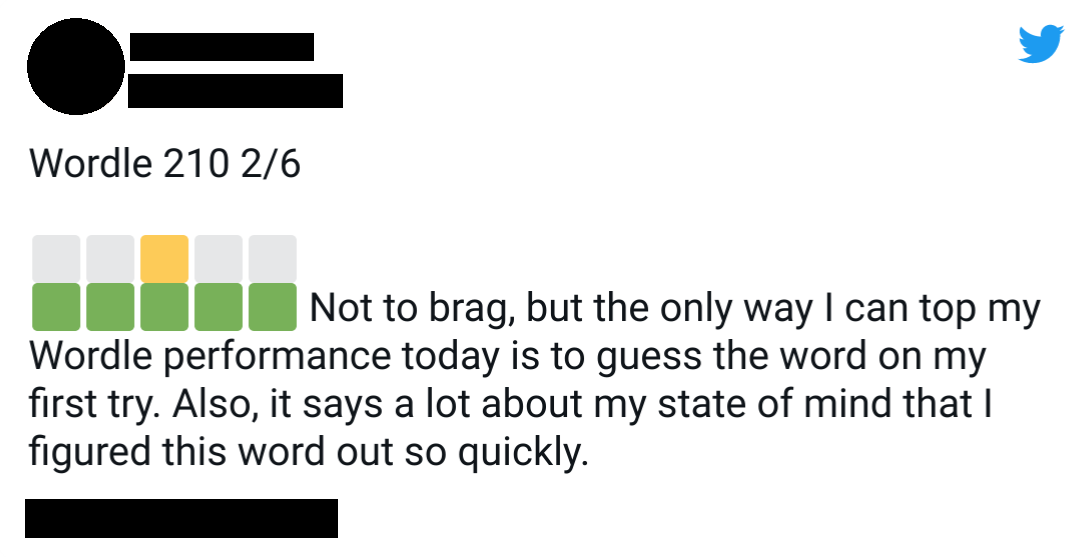 Wordle 210 2/6
Not to brag, but the only way I can top my
Wordle performance today is to guess the word on my
first try. Also, it says a lot about my state of mind that I
figured this word out so quickly.